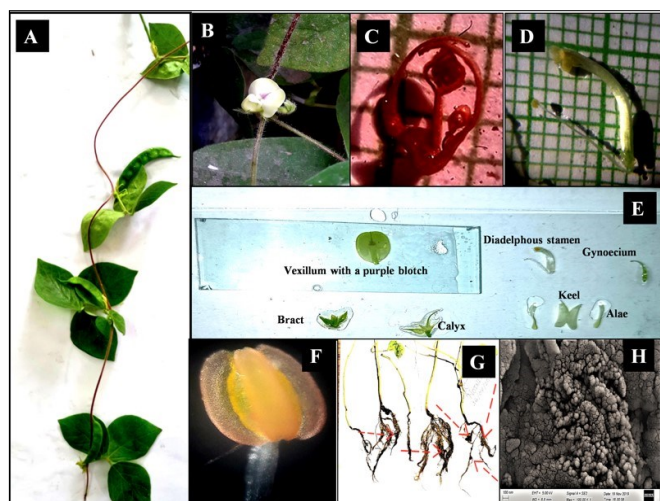 A
B
C
D
E
Diadelphous stamen
Gynoecium
Vexillum with a purple blotch
Keel
Bract
Calyx
Alae
F
G
H